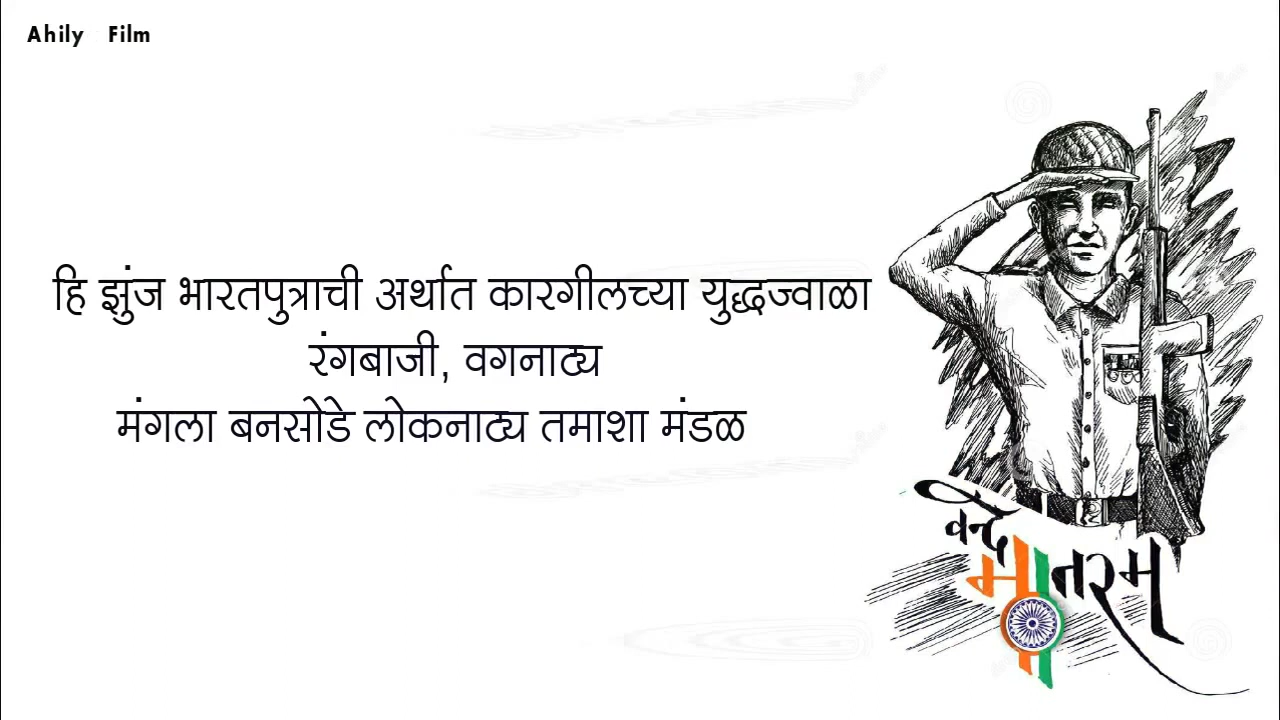 Ahily Film
हि झुंज भारतपुत्राची अर्थात कारगीलच्या युद्धज्वाळा
रंगबाजी, वगनाट्य
मंगला बनसोडे लोकनाट्य तमाशा मंडळ
वन्दे
मातरम